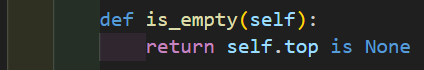 def is_empty(self):
    return self.top is None